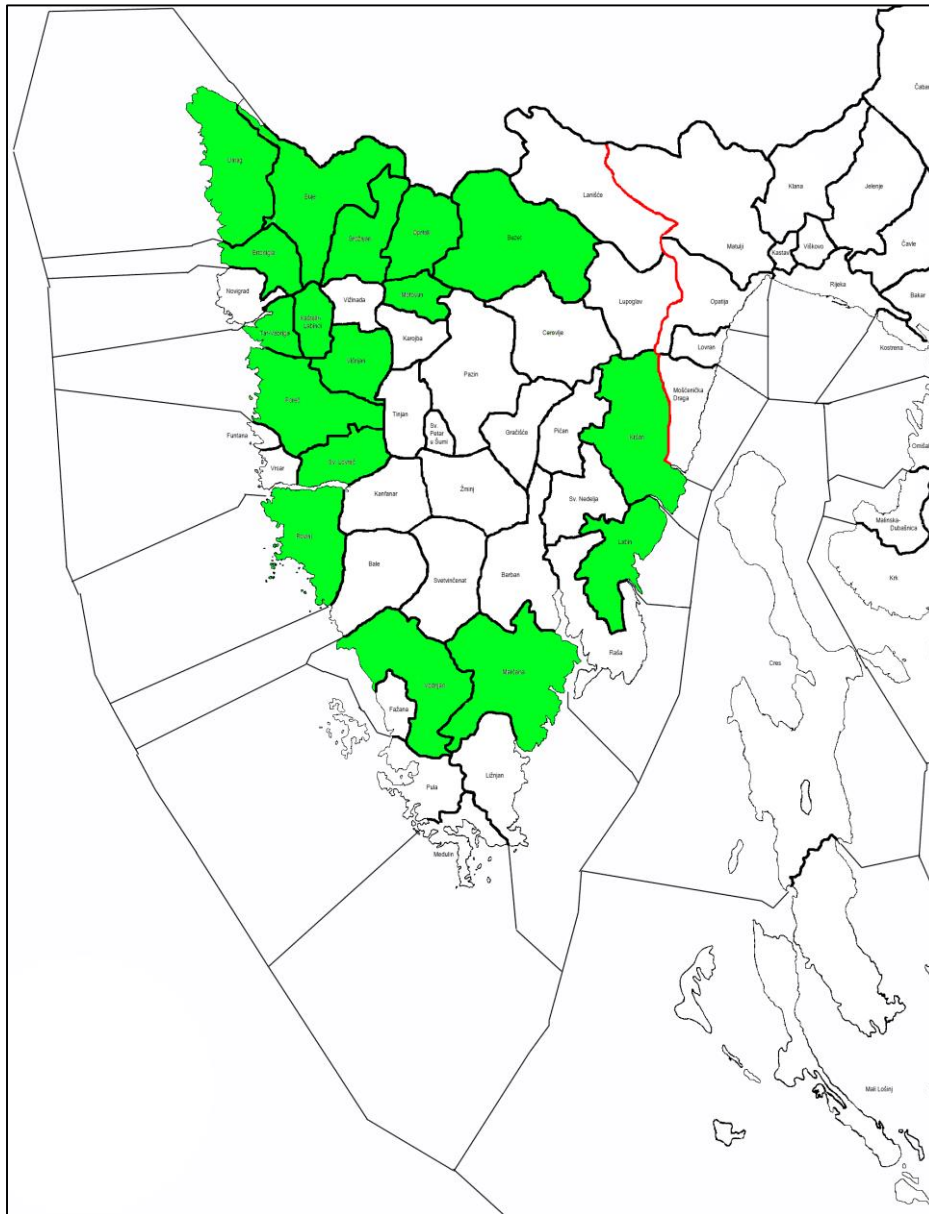 Čabar
Umag
Buje
Grožnjan
Oprtalj
Buzet
Lanišće
Klana
Jelenje
Matulji
Kastav
Viškovo
Čavle
Brtonigla
Novigrad
Vižinada
Motovun
Lupoglav
Opatija
Rijeka
Bakar
Kaštelir-
Labinci
Tar-Vabriga
Karojba
Cerovlje
Lovran
Kostrena
Višnjan
Pazin
Poreč
Tinjan
Sv.
Petar
u Šumi
Gračišće
Pićan
Kršan
Mošćenička
Draga
Funtana
Vrsar
Sv. Lovreč
Omišalj
Kanfanar
Žminj
Sv. Nedelja
Malinska-
Dubašnica
Rovinj
Labin
Bale
Svetvinčenat
Barban
Krk
Raša
Cres
Vodnjan
Marčana
Fažana
Pula
Ližnjan
Medulin
Mali Lošinj